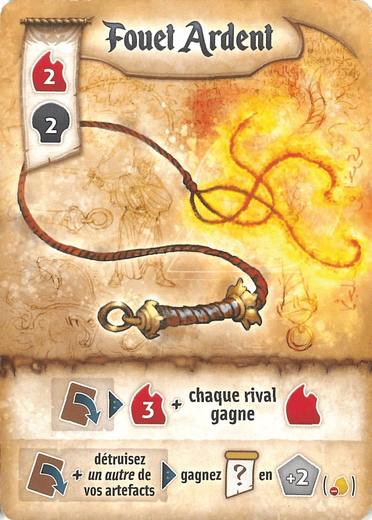 Fouet Ardent
2
2
3 + chaque rival
gagne
détruisez
+ un autre de
vos artefacts
gagnez ? en +2 ( )